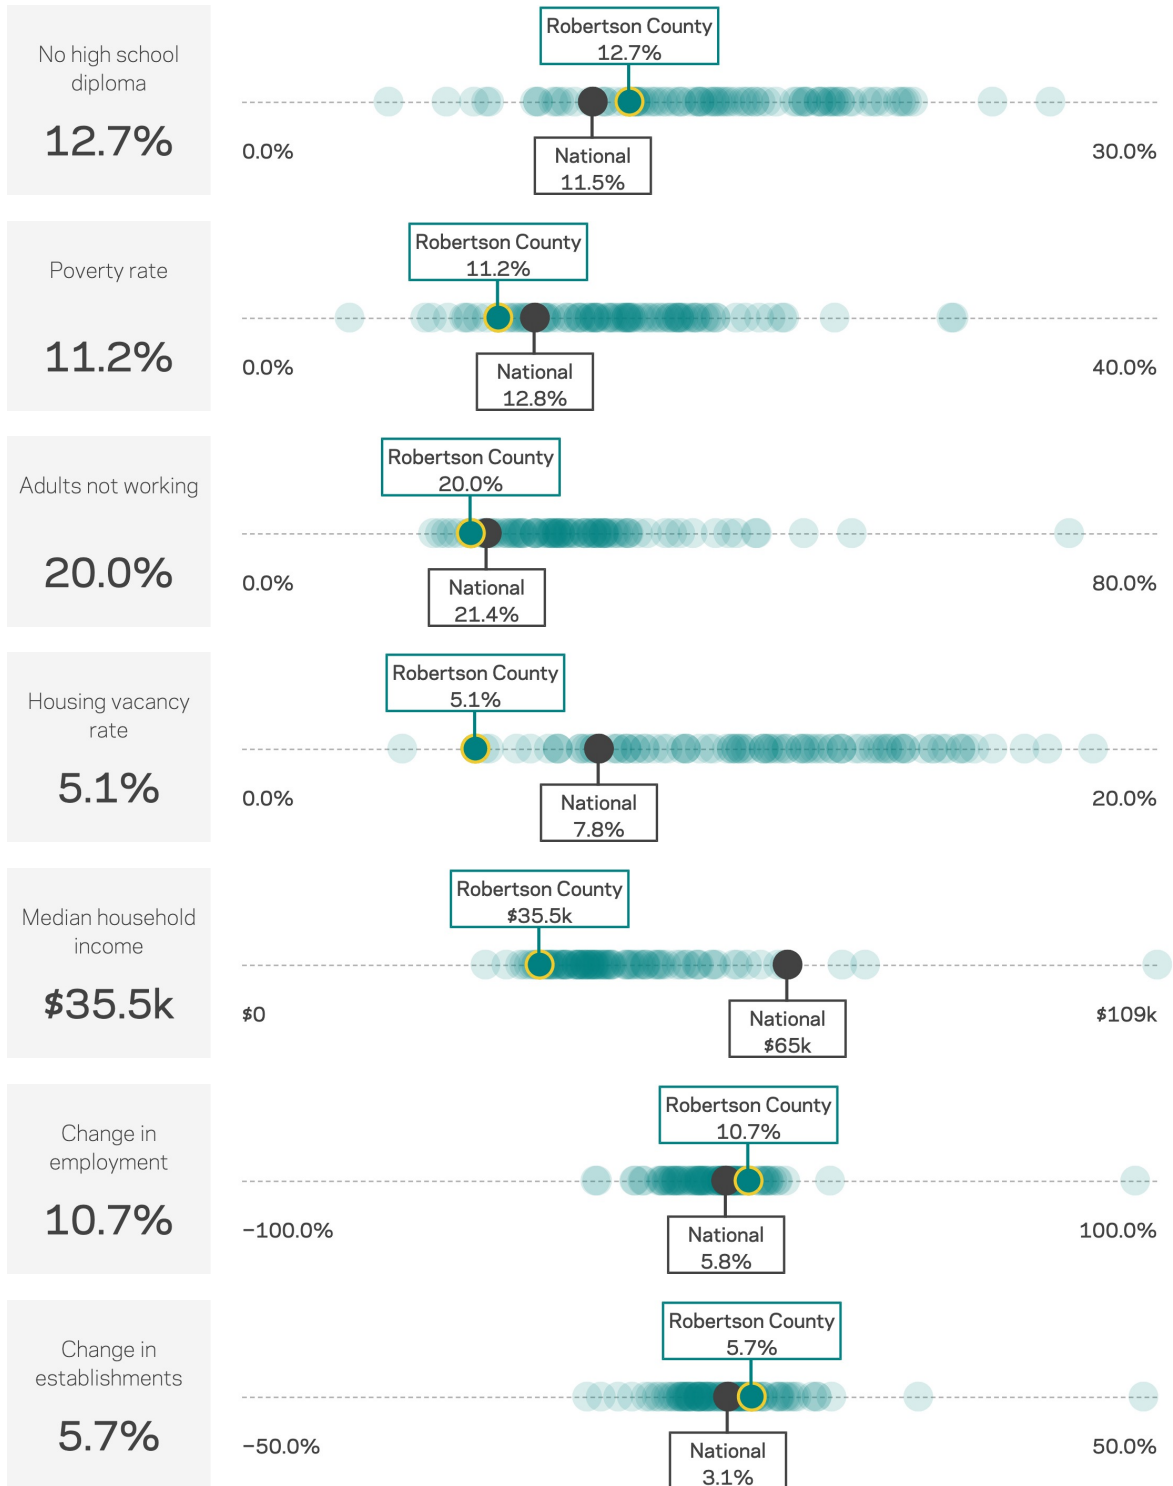 No high school
diploma
12.7%
Robertson County
12.7%
National
11.5%
0.0%
30.0%
Poverty rate
11.2%
Robertson County
11.2%
National
12.8%
0.0%
40.0%
Adults not working
20.0%
Robertson County
20.0%
National
21.4%
0.0%
80.0%
Housing vacancy
rate
5.1%
Robertson County
5.1%
National
7.8%
0.0%
20.0%
Median household
income
$35.5k
Robertson County
$35.5k
National
$65k
$0
$109k
Change in
employment
10.7%
Robertson County
10.7%
National
5.8%
−100.0%
100.0%
Change in
establishments
5.7%
Robertson County
5.7%
National
3.1%
−50.0%
50.0%